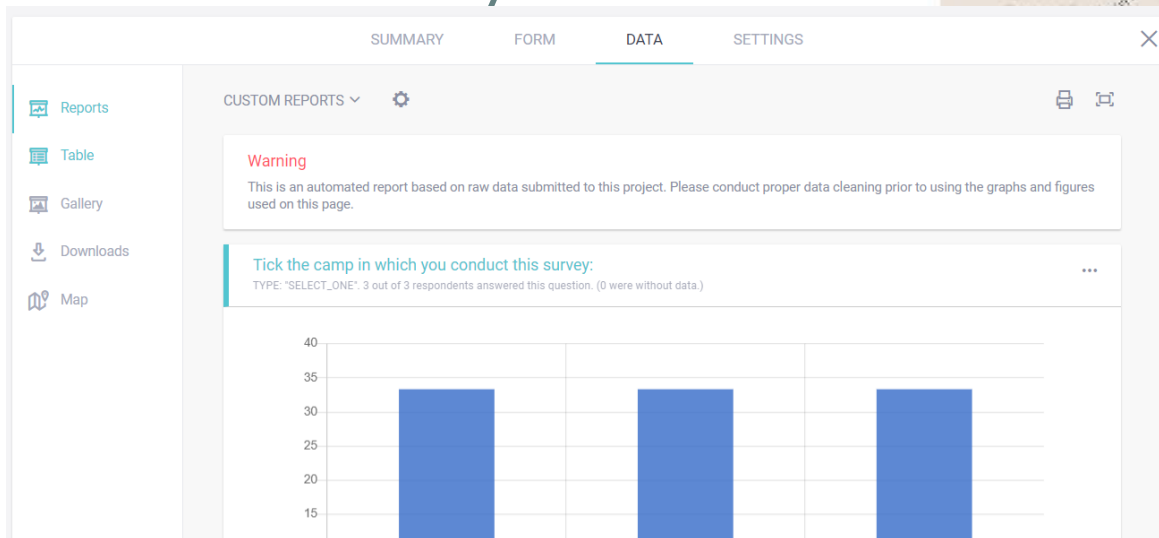 SUMMARY FORM DATA SETTINGS
Reports
Table
Gallery
Downloads
Map
CUSTOM REPORTS
Warning
This is an automated report based on raw data submitted to this project. Please conduct proper data cleaning prior to using the graphs and figures
used on this page.
Tick the camp in which you conduct this survey:
TYPE: "SELECT_ONE". 3 out of 3 respondents answered this question. (0 were without data.)
40
35
30
25
20
15